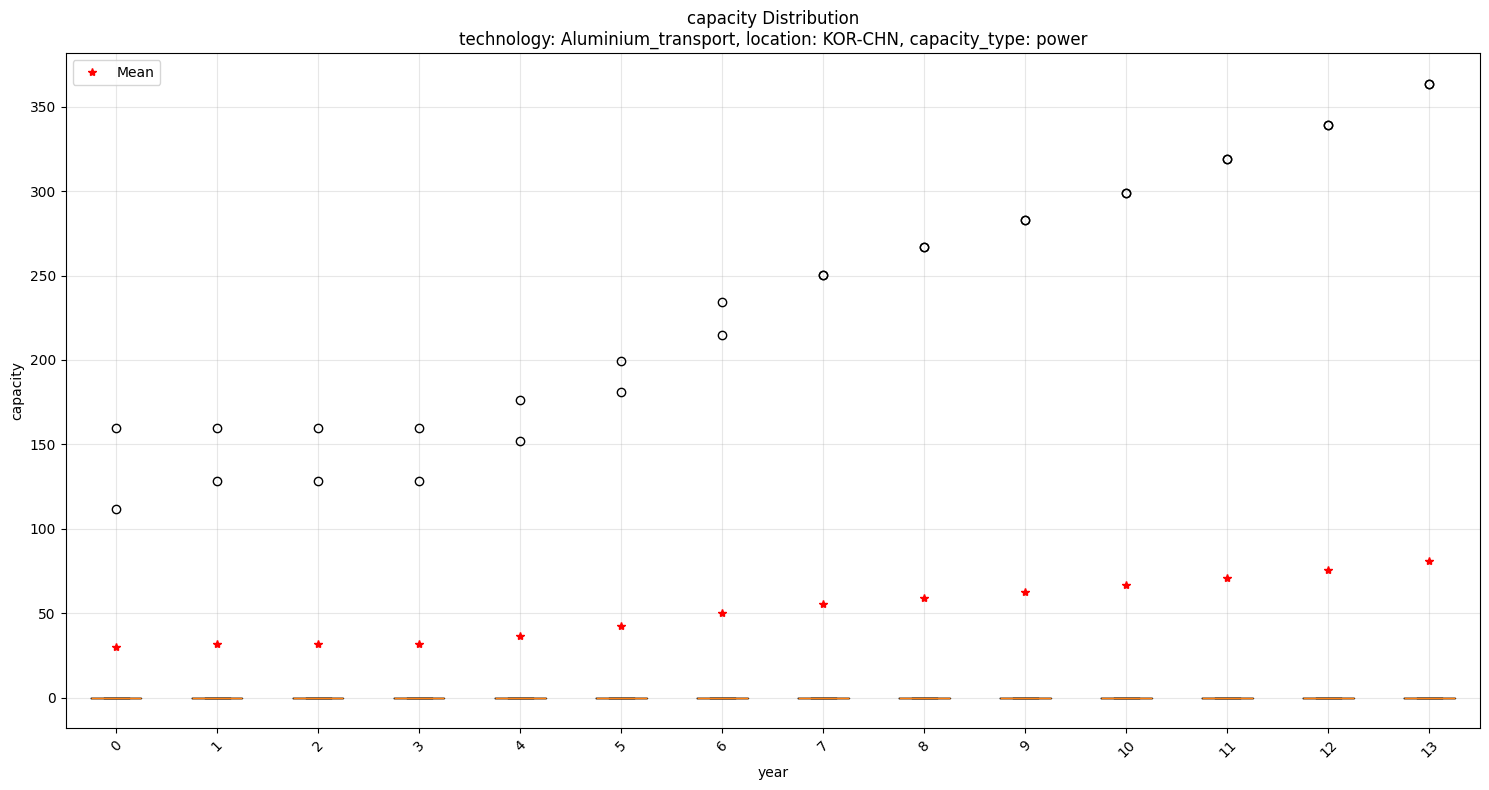 capacity Distribution
technology: Aluminium_transport, location: KOR-CHN, capacity_type: power
Mean
350
300
250
200
150
100
50
0
capacity
0 1 2 3 4 5 6 7 8 9 10 11 12 13
year